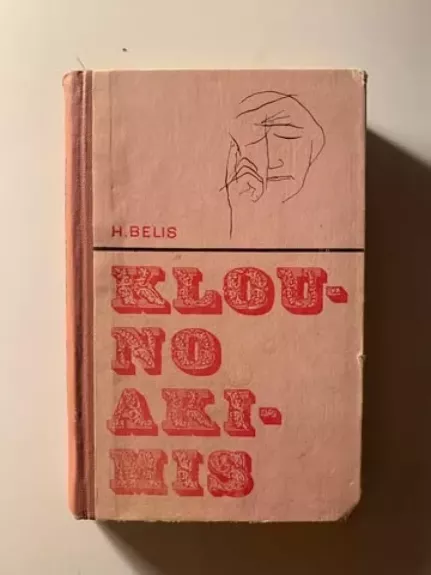 H. BELIS
KLOU-
NO
AKI-
MIS